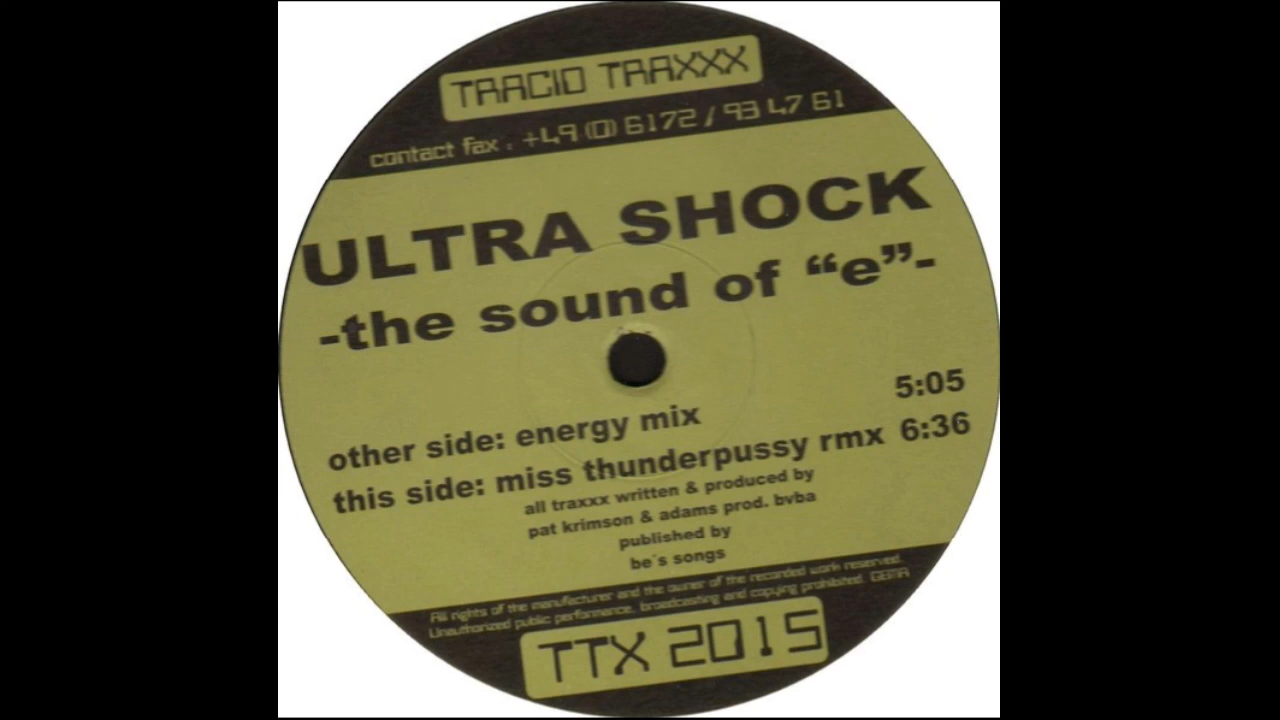 TRACID TRAXXX
contact fax : +49 (0) 6172 / 93 47 61
ULTRA SHOCK
-the sound of “e”-
other side: energy mix 5:05
this side: miss thunderpussy rmx 6:36
all traxxx written & produced by
pat krimson & adams prod. bvba
published by
be´s songs
All rights of the manufacturer and the owner of the recorded work reserved.
Unauthorized public performance, broadcasting and copying prohibited. GEMA
TTX 2015